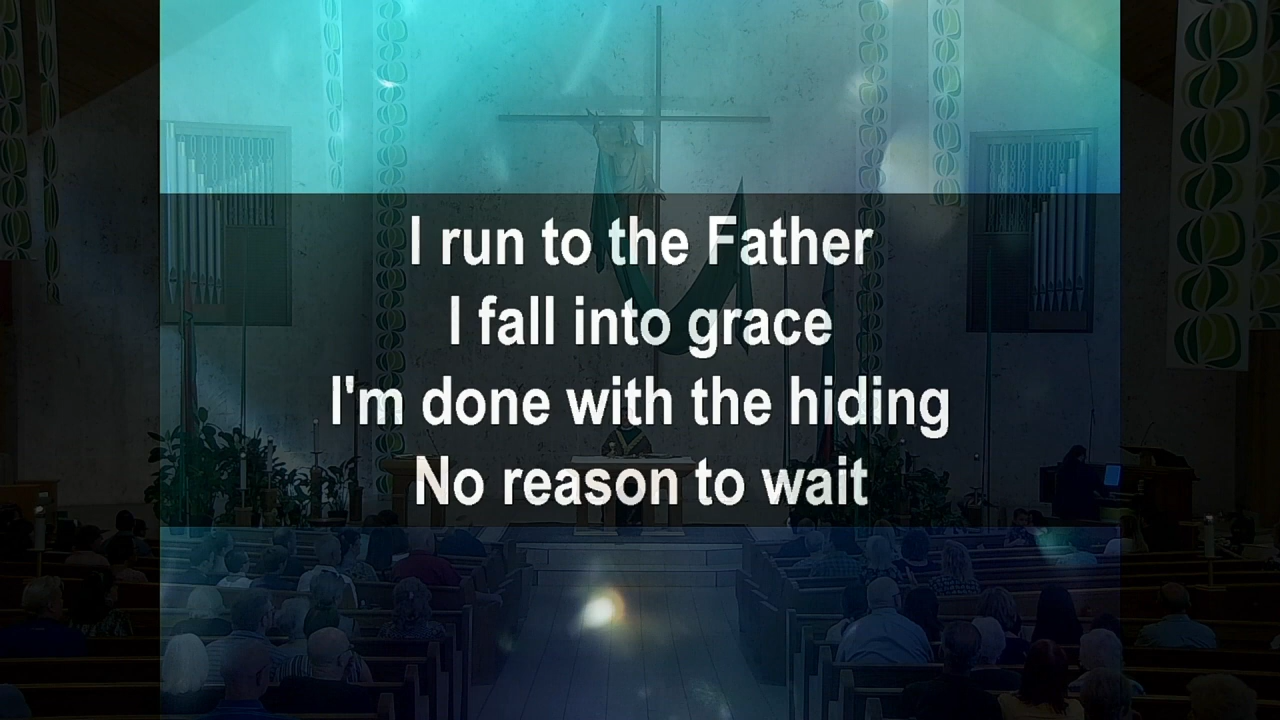 I run to the Father
I fall into grace
I'm done with the hiding
No reason to wait